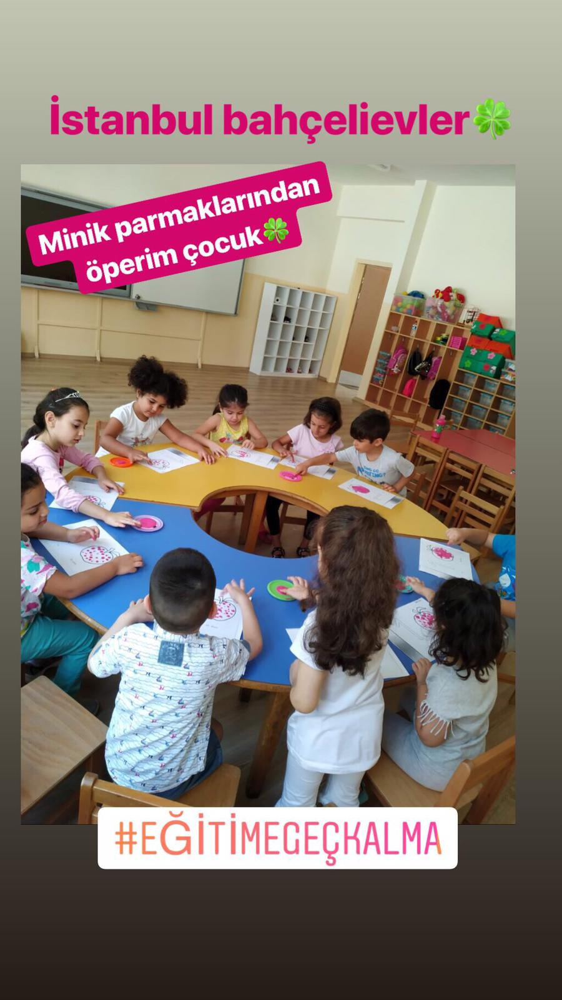 İstanbul bahçelievler🍀
Minik parmaklarından
öperim çocuk🍀
#EĞİTİMEGEÇKALMA